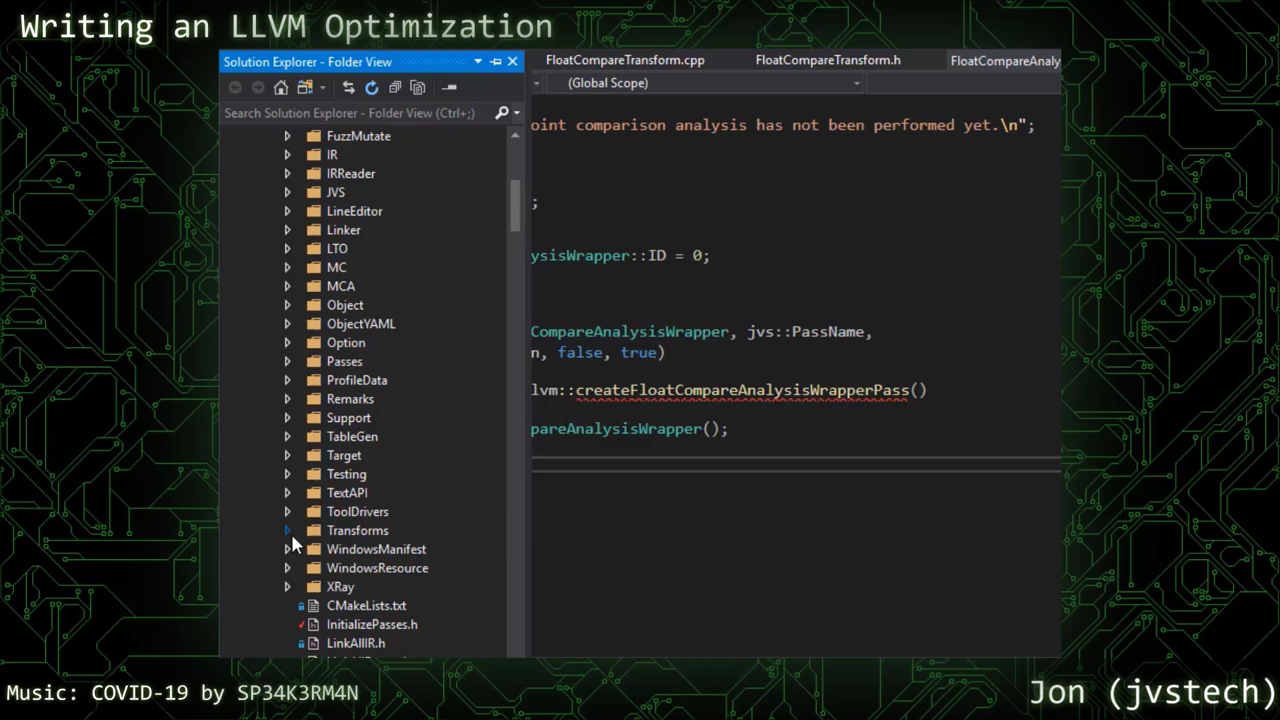 Writing an LLVM Optimization
Solution Explorer - Folder View
Search Solution Explorer - Folder View (Ctrl+;)
FuzzMutate
IR
IRReader
JVS
LineEditor
Linker
LTO
MC
MCA
Object
ObjectYAML
Option
Passes
ProfileData
Remarks
Support
TableGen
Target
Testing
TextAPI
ToolDrivers
Transforms
WindowsManifest
WindowsResource
XRay
CMakeLists.txt
InitializePasses.h
LinkAllIR.h
FloatCompareTransform.cpp
FloatCompareTransform.h
FloatCompareAnaly
(Global Scope)
oint comparison analysis has not been performed yet.\n";
;
ysisWrapper::ID = 0;
CompareAnalysisWrapper, jvs::PassName,
n, false, true)
lvm::createFloatCompareAnalysisWrapperPass()
pareAnalysisWrapper();
Music: COVID-19 by SP34K3RM4N
Jon (jvstech)